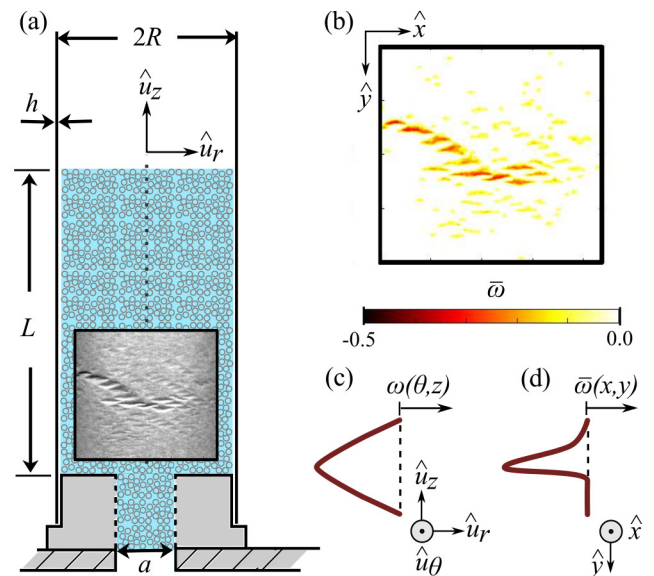 (a)
2R
h
û_z
û_r
L
a
(b)
x̂
ŷ
ω̅
-0.5
0.0
(c)
ω(θ,z)
û_z
û_r
û_θ
(d)
ω̅(x,y)
x̂
ŷ